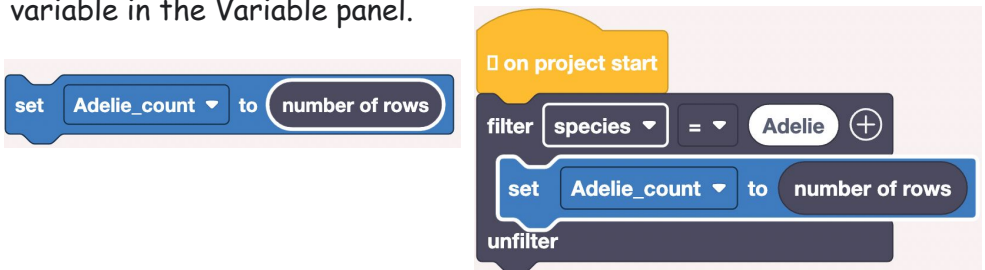 variable in the Variable panel.
set Adelie_count to number of rows
on project start
filter species = Adelie
set Adelie_count to number of rows
unfilter